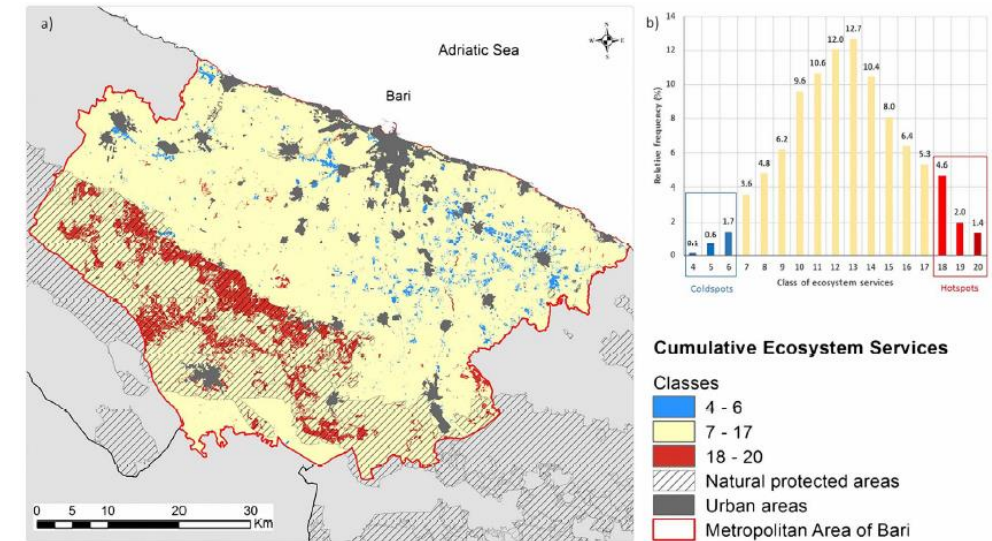 a)
Adriatic Sea
Bari
N
W E
S
0 5 10 20 30
Km
b)
Relative frequency (%)
14
12
10
8
6
4
2
0
0.1
0.6
1.7
3.6
4.8
6.2
9.6
10.6
12.0
12.7
10.4
8.0
6.4
5.3
4.6
2.0
1.4
4 5 6 7 8 9 10 11 12 13 14 15 16 17 18 19 20
Coldspots
Class of ecosystem services
Hotspots
Cumulative Ecosystem Services
Classes
4 - 6
7 - 17
18 - 20
Natural protected areas
Urban areas
Metropolitan Area of Bari